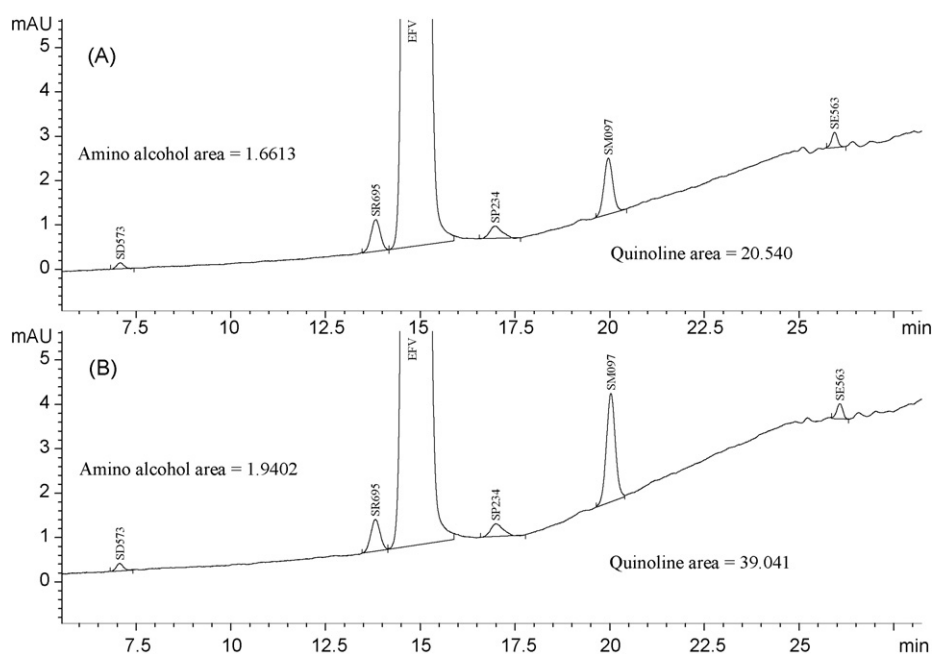 mAU
5
(A)
EFV
4
SE563
3
SM097
Amino alcohol area = 1.6613
2
SR695
SP234
1
SD573
Quinoline area = 20.540
0
7.5 10 12.5 15 17.5 20 22.5 25 min
mAU
5
(B)
EFV
SM097
SE563
4
3
Amino alcohol area = 1.9402
2
SR695
SP234
1
SD573
Quinoline area = 39.041
0
7.5 10 12.5 15 17.5 20 22.5 25 min